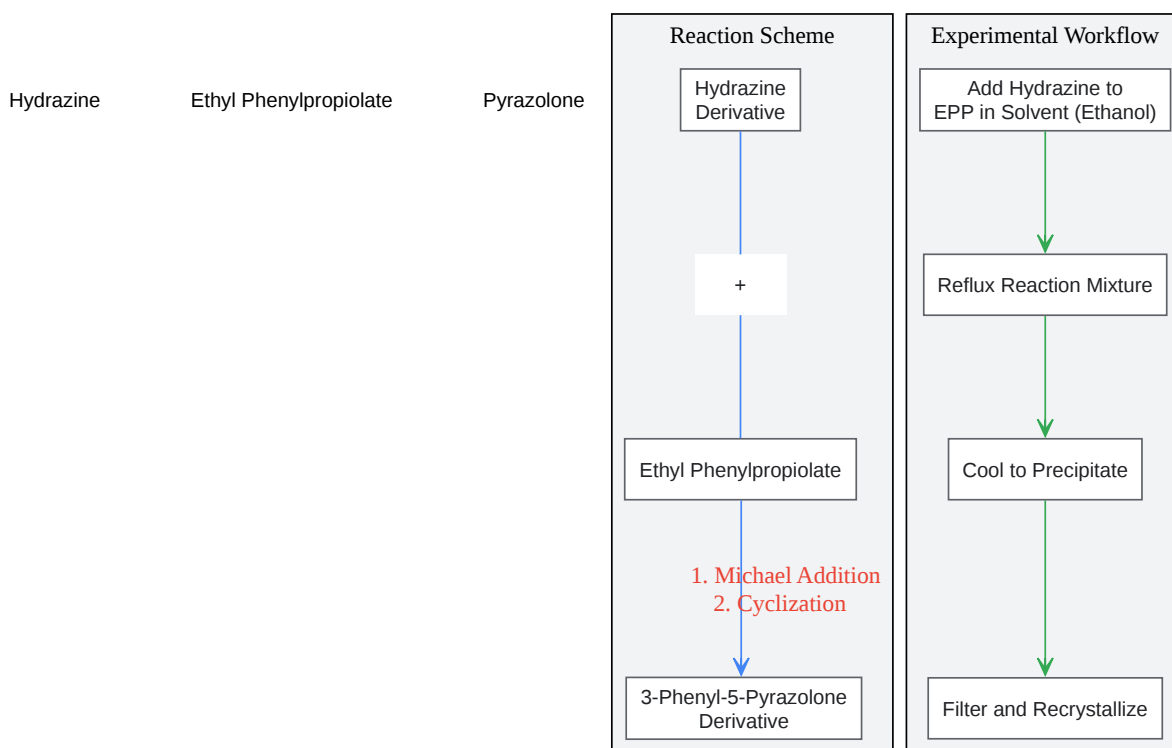 Hydrazine
Ethyl Phenylpropiolate
Pyrazolone
Reaction Scheme
Hydrazine
Derivative
+
Ethyl Phenylpropiolate
1. Michael Addition
2. Cyclization
3-Phenyl-5-Pyrazolone
Derivative
Experimental Workflow
Add Hydrazine to
EPP in Solvent (Ethanol)
Reflux Reaction Mixture
Cool to Precipitate
Filter and Recrystallize